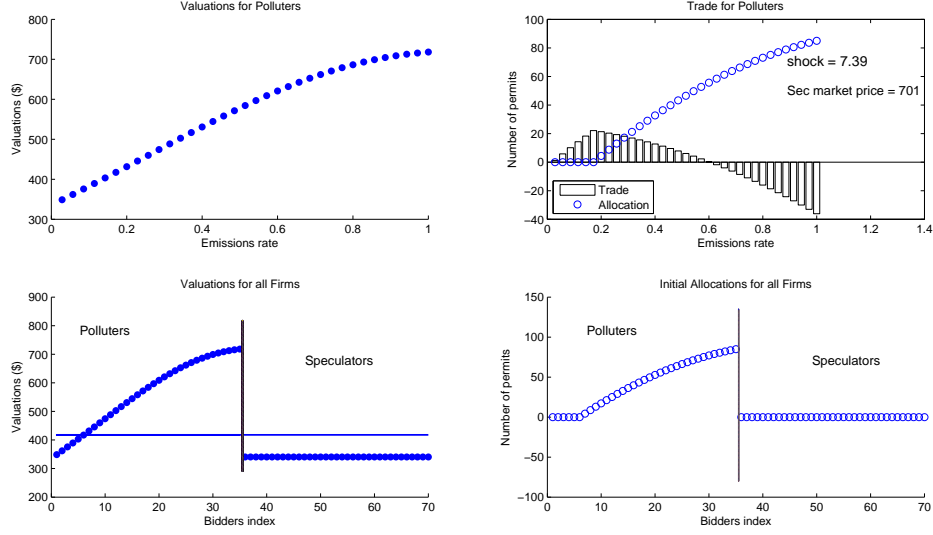 Valuations for Polluters
800
700
600
500
400
300
0
0.2
0.4
0.6
0.8
1
Valuations ($)
Emissions rate
Trade for Polluters
100
80
60
40
20
0
−20
−40
0
0.2
0.4
0.6
0.8
1
1.2
1.4
Number of permits
Emissions rate
shock = 7.39
Sec market price = 701
Trade
Allocation
Valuations for all Firms
900
800
700
600
500
400
300
200
0
10
20
30
40
50
60
70
Valuations ($)
Bidders index
Polluters
Speculators
Initial Allocations for all Firms
150
100
50
0
−50
−100
0
10
20
30
40
50
60
70
Number of permits
Bidders index
Polluters
Speculators